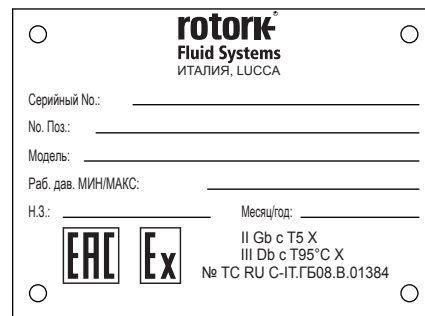 rotork®
Fluid Systems
ИТАЛИЯ, LUCCA
Серийный No.:
No. Поз.:
Модель:
Раб. дав. МИН/МАКС:
Н.З.: Месяц/год:
EAC Ex II Gb c T5 X
III Db c T95°C X
№ TC RU C-IT.ГБ08.B.01384